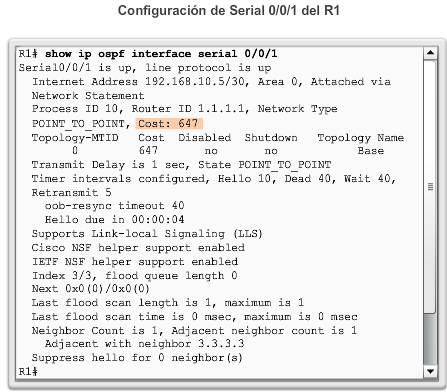 Configuración de Serial 0/0/1 del R1
R1# show ip ospf interface serial 0/0/1
Serial0/0/1 is up, line protocol is up
Internet Address 192.168.10.5/30, Area 0, Attached via
Network Statement
Process ID 10, Router ID 1.1.1.1, Network Type
POINT_TO_POINT, Cost: 647
Topology-MTID Cost Disabled Shutdown Topology Name
0 647 no no Base
Transmit Delay is 1 sec, State POINT_TO_POINT
Timer intervals configured, Hello 10, Dead 40, Wait 40,
Retransmit 5
oob-resync timeout 40
Hello due in 00:00:04
Supports Link-local Signaling (LLS)
Cisco NSF helper support enabled
IETF NSF helper support enabled
Index 3/3, flood queue length 0
Next 0x0(0)/0x0(0)
Last flood scan length is 1, maximum is 1
Last flood scan time is 0 msec, maximum is 0 msec
Neighbor Count is 1, Adjacent neighbor count is 1
Adjacent with neighbor 3.3.3.3
Suppress hello for 0 neighbor(s)
R1#